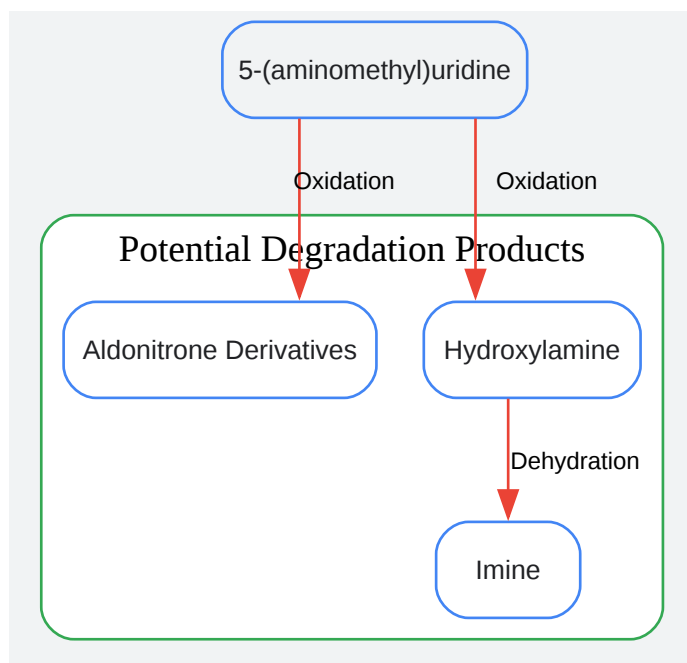 5-(aminomethyl)uridine
Oxidation
Oxidation
Potential Degradation Products
Aldonitrone Derivatives
Hydroxylamine
Dehydration
Imine